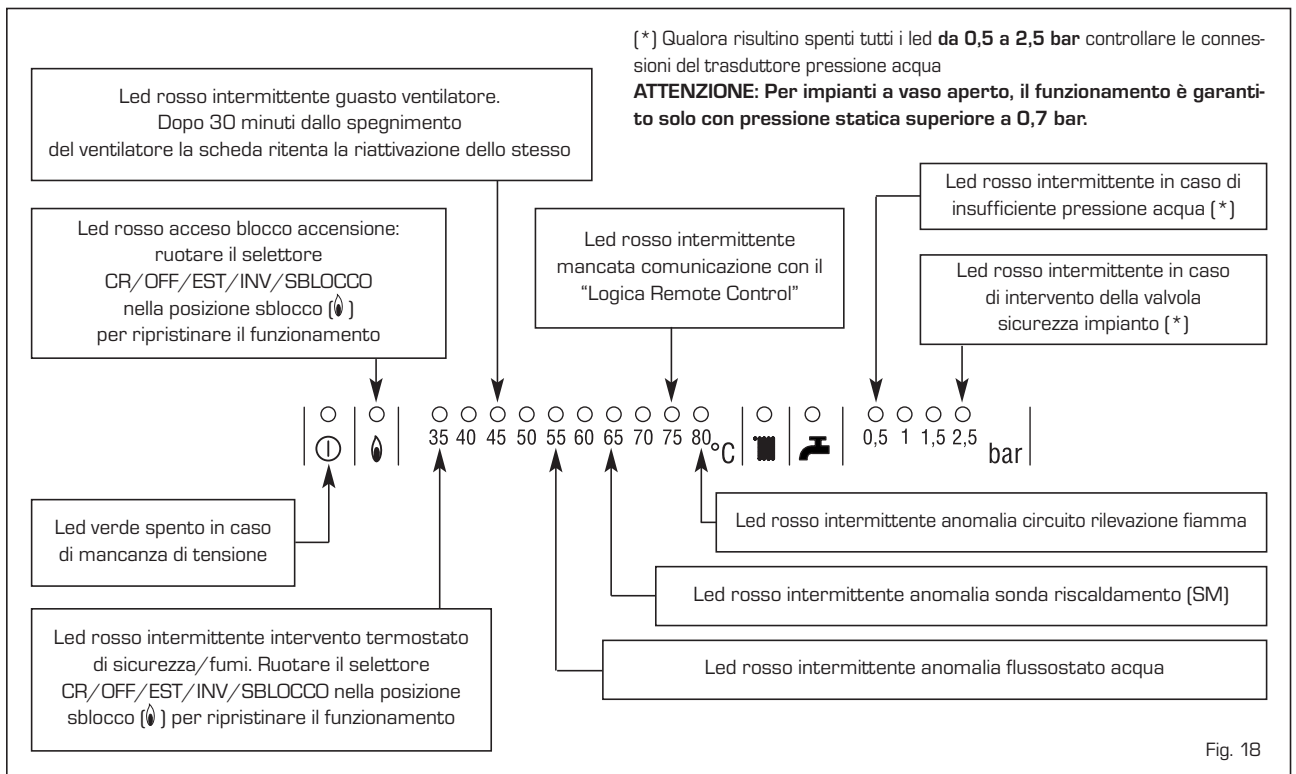 (*) Qualora risultino spenti tutti i led da 0,5 a 2,5 bar controllare le connes-
sioni del trasduttore pressione acqua
ATTENZIONE: Per impianti a vaso aperto, il funzionamento è garanti-
to solo con pressione statica superiore a 0,7 bar.
Led rosso intermittente guasto ventilatore.
Dopo 30 minuti dallo spegnimento
del ventilatore la scheda ritenta la riattivazione dello stesso
Led rosso acceso blocco accensione:
ruotare il selettore
CR/OFF/EST/INV/SBLOCCO
nella posizione sblocco ( )
per ripristinare il funzionamento
Led rosso intermittente
mancata comunicazione con il
“Logica Remote Control”
Led rosso intermittente in caso di
insufficiente pressione acqua (*)
Led rosso intermittente in caso
di intervento della valvola
sicurezza impianto (*)
35 40 45 50 55 60 65 70 75 80 °C
0,5 1 1,5 2,5 bar
Led verde spento in caso
di mancanza di tensione
Led rosso intermittente anomalia circuito rilevazione fiamma
Led rosso intermittente anomalia sonda riscaldamento (SM)
Led rosso intermittente anomalia flussostato acqua
Led rosso intermittente intervento termostato
di sicurezza/fumi. Ruotare il selettore
CR/OFF/EST/INV/SBLOCCO nella posizione
sblocco ( ) per ripristinare il funzionamento
Fig. 18